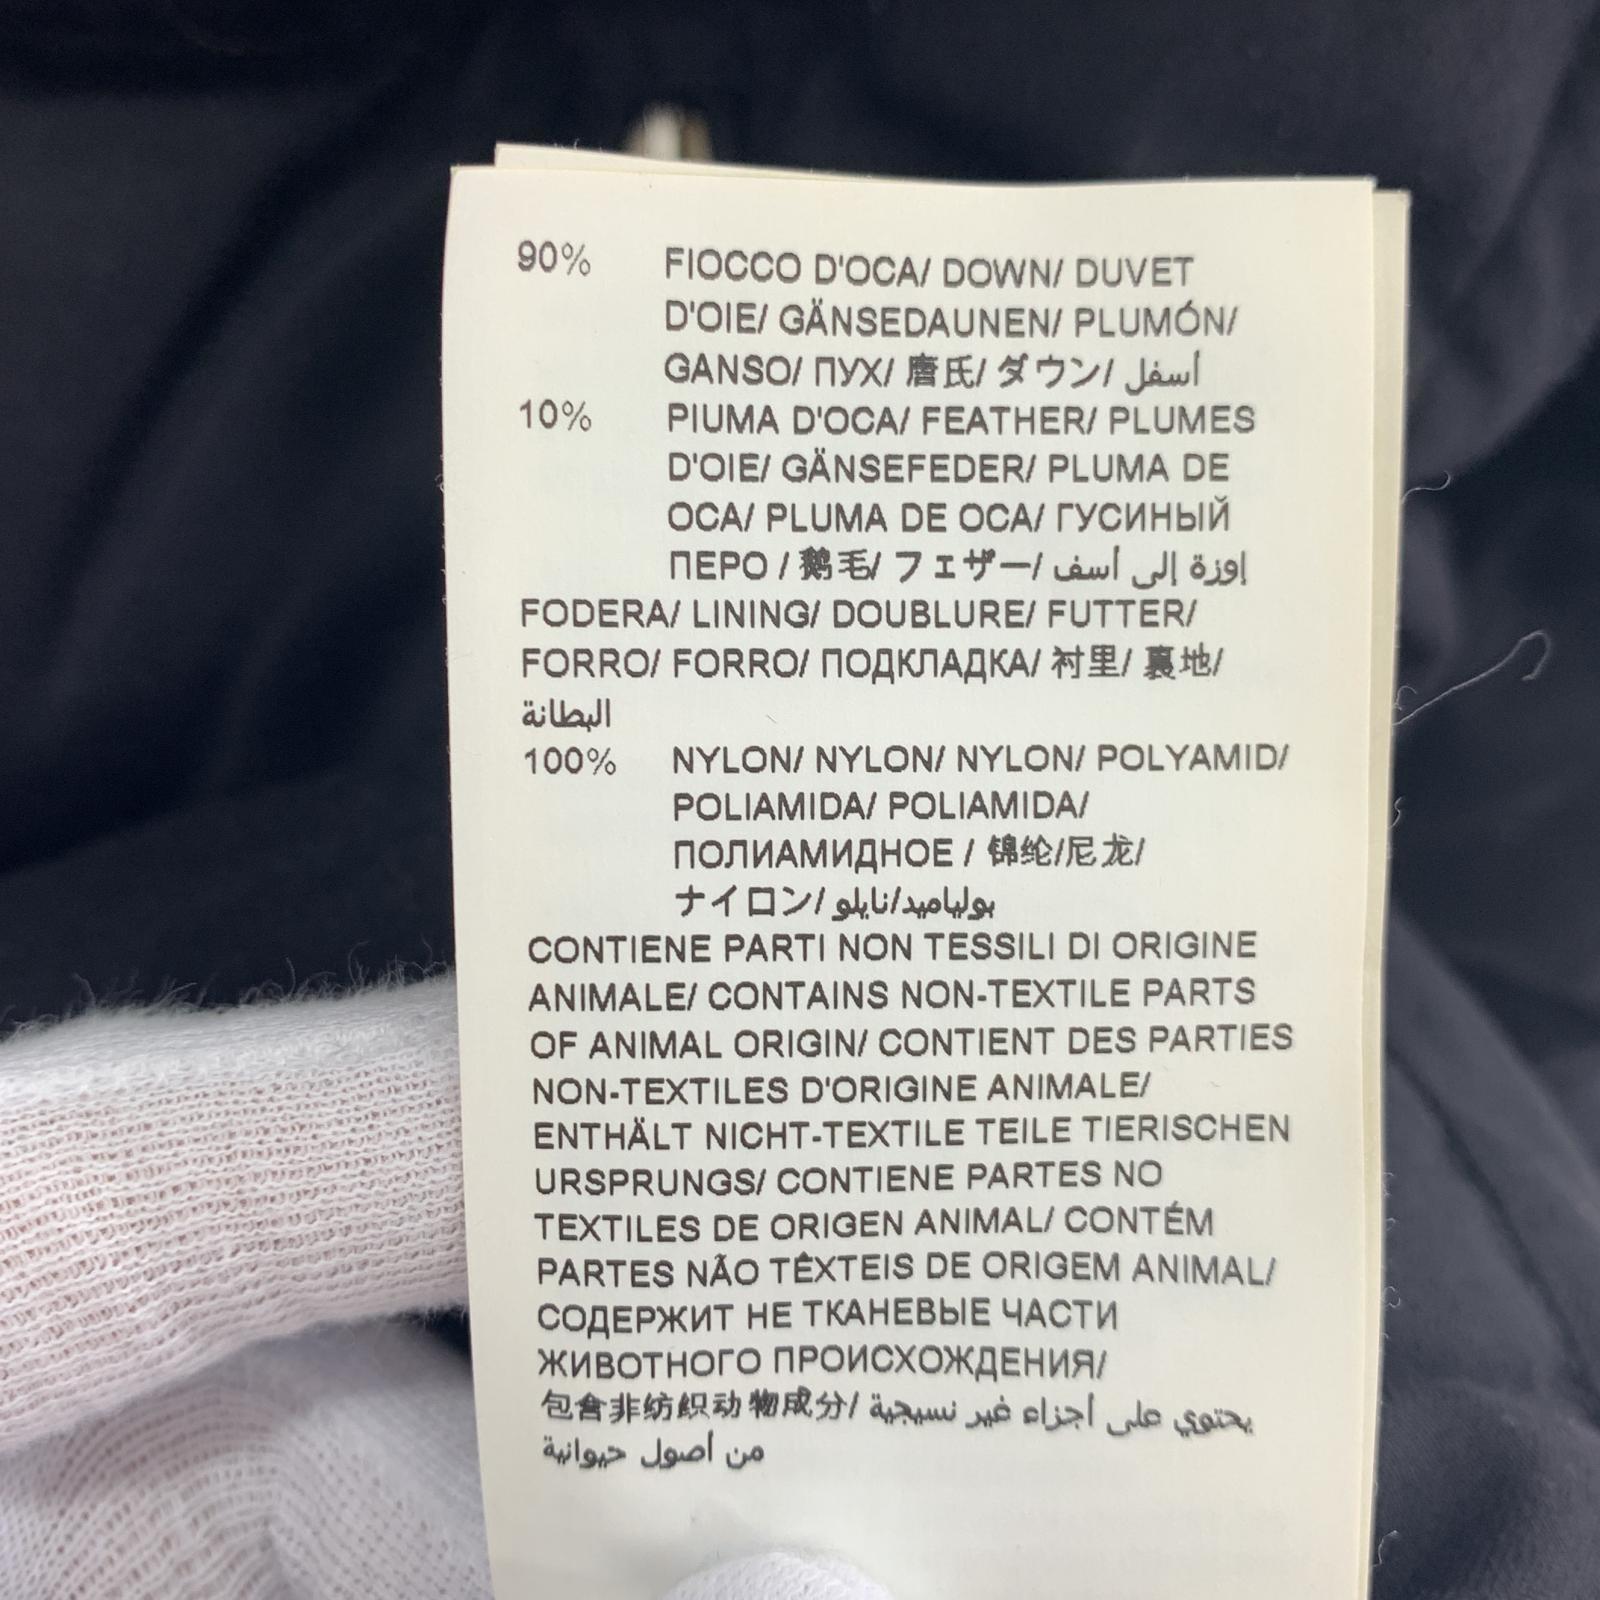 90% FIOCCO D'OCA/ DOWN/ DUVET
D'OIE/ GÄNSEDAUNEN/ PLUMÓN/
GANSO/ ПУХ/ 唐氏/ ダウン/ أسفل
10% PIUMA D'OCA/ FEATHER/ PLUMES
D'OIE/ GÄNSEFEDER/ PLUMA DE
OCA/ PLUMA DE OCA/ ГУСИНЫЙ
ПЕРО / 鹅毛/ フェザー/ إوزة إلى أسف
FODERA/ LINING/ DOUBLURE/ FUTTER/
FORRO/ FORRO/ ПОДКЛАДКА/ 衬里/ 裏地/
البطانة
100% NYLON/ NYLON/ NYLON/ POLYAMID/
POLIAMIDA/ POLIAMIDA/
ПОЛИАМИДНОЕ / 锦纶/尼龙/
ナイロン/ بولياميد/نايلو
CONTIENE PARTI NON TESSILI DI ORIGINE
ANIMALE/ CONTAINS NON-TEXTILE PARTS
OF ANIMAL ORIGIN/ CONTIENT DES PARTIES
NON-TEXTILES D'ORIGINE ANIMALE/
ENTHÄLT NICHT-TEXTILE TEILE TIERISCHEN
URSPRUNGS/ CONTIENE PARTES NO
TEXTILES DE ORIGEN ANIMAL/ CONTÉM
PARTES NÃO TÊXTEIS DE ORIGEM ANIMAL/
СОДЕРЖИТ НЕ ТКАНЕВЫЕ ЧАСТИ
ЖИВОТНОГО ПРОИСХОЖДЕНИЯ/
包含非纺织动物成分/ يحتوي على أجزاء غير نسيجية
من أصول حيوانية